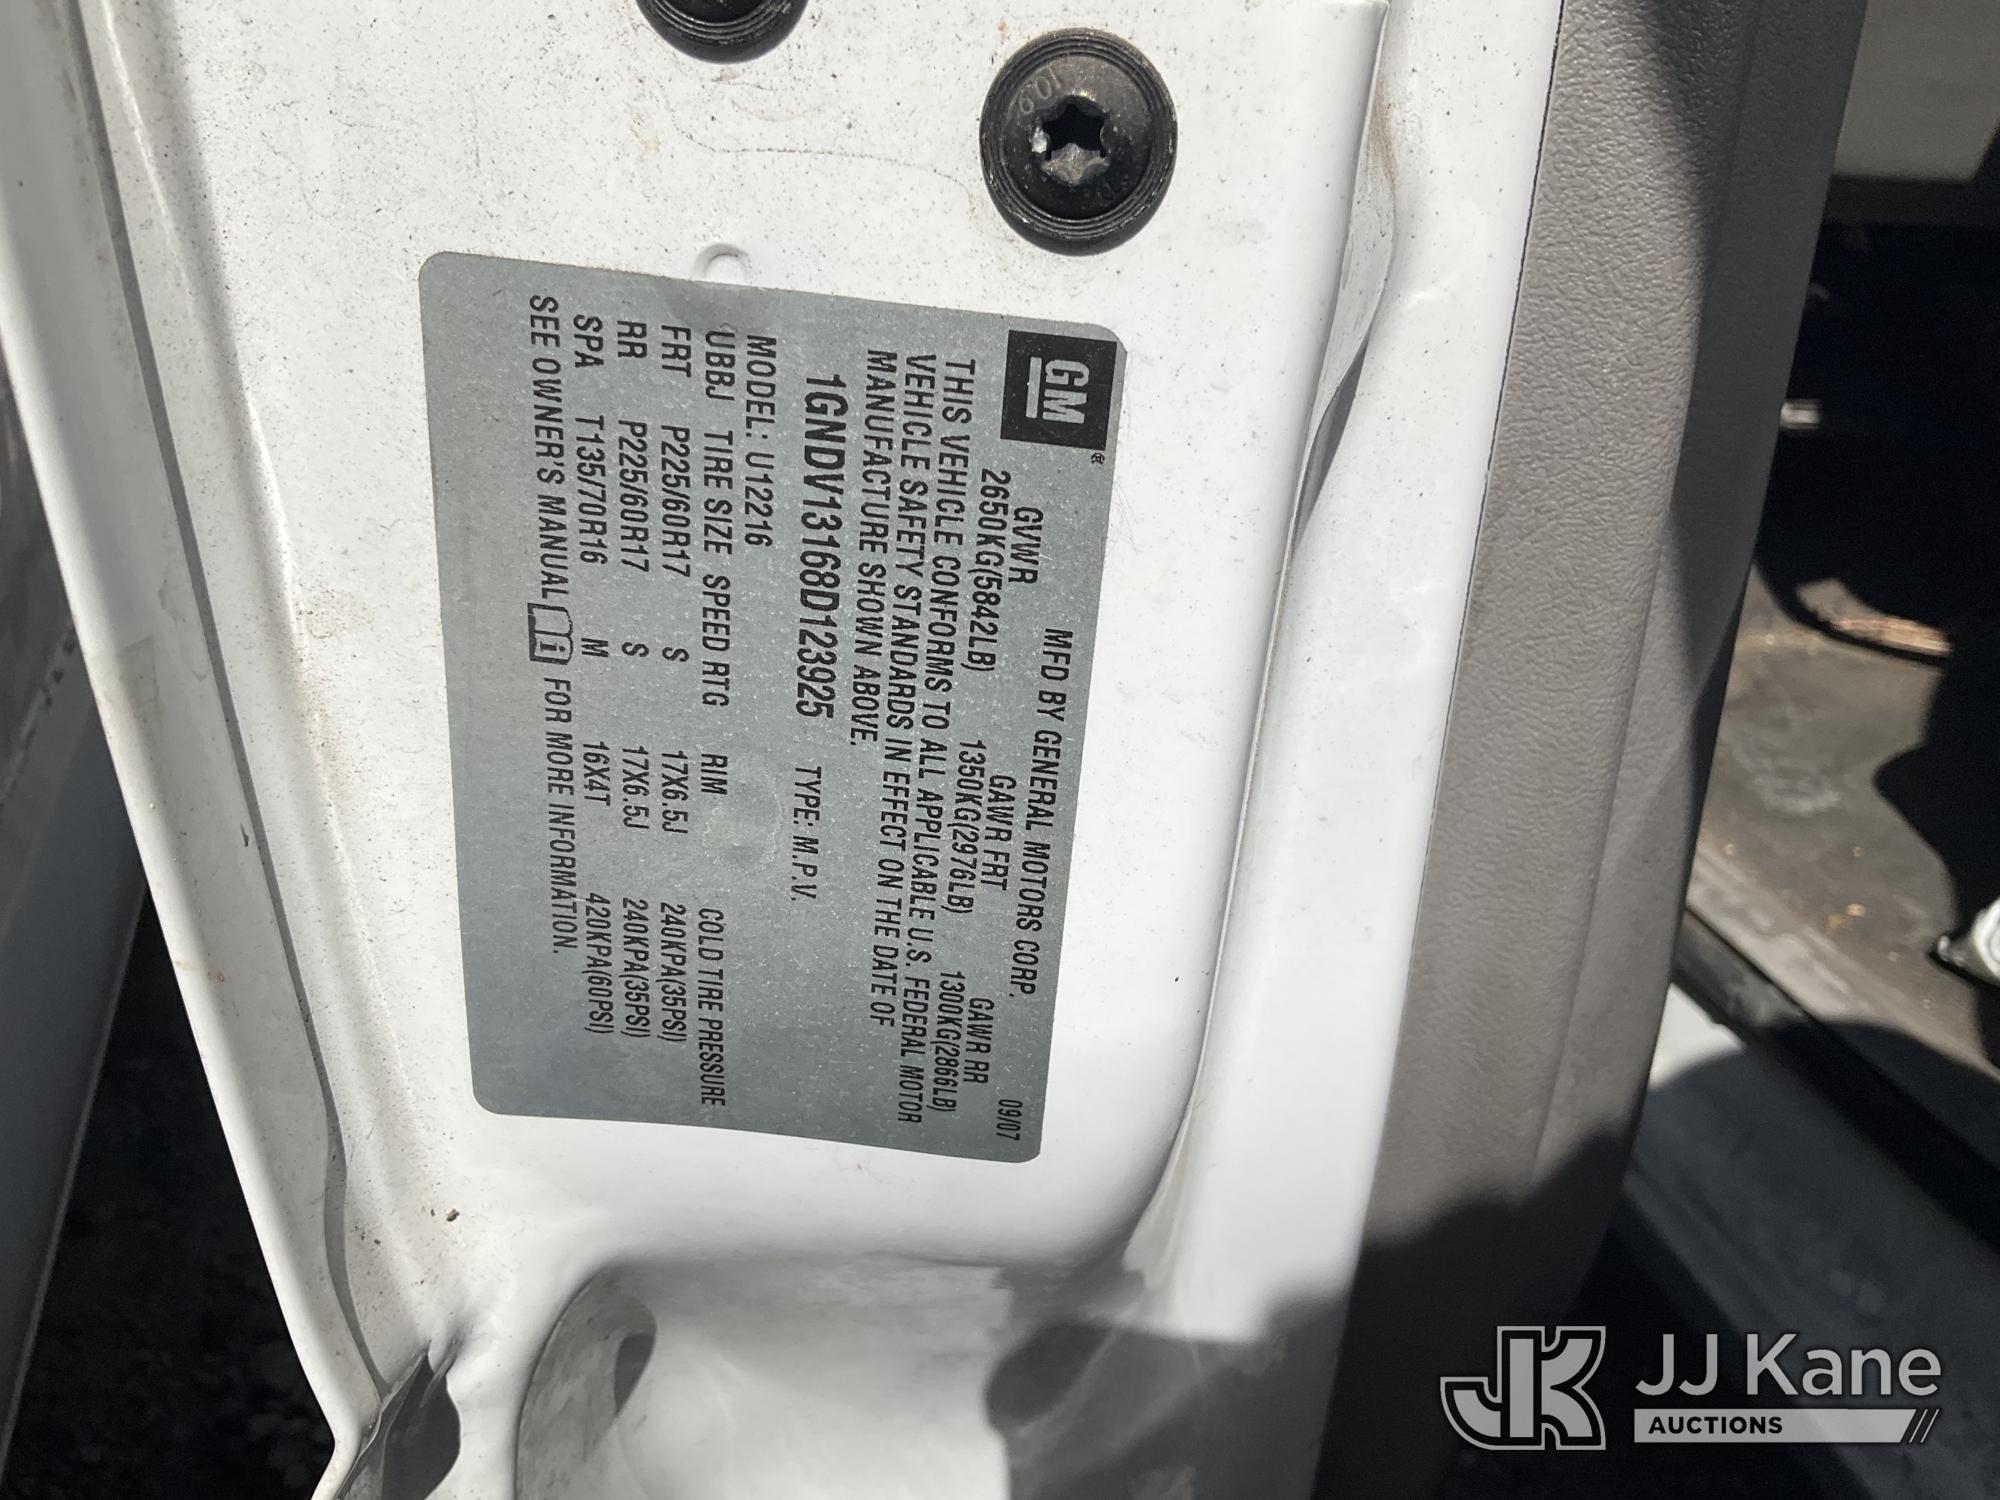 10.9
GM®
MFD BY GENERAL MOTORS CORP. 09/07
GVWR GAWR FRT GAWR RR
2650KG(5842LB) 1350KG(2976LB) 1300KG(2866LB)
THIS VEHICLE CONFORMS TO ALL APPLICABLE U.S. FEDERAL MOTOR
VEHICLE SAFETY STANDARDS IN EFFECT ON THE DATE OF
MANUFACTURE SHOWN ABOVE.
1GNDV13168D123925 TYPE: M.P.V.
MODEL: U12216
UBBJ TIRE SIZE SPEED RTG RIM COLD TIRE PRESSURE
FRT P225/60R17 S 17X6.5J 240KPA(35PSI)
RR P225/60R17 S 17X6.5J 240KPA(35PSI)
SPA T135/70R16 M 16X4T 420KPA(60PSI)
SEE OWNER'S MANUAL i FOR MORE INFORMATION.
JK JJ Kane
AUCTIONS